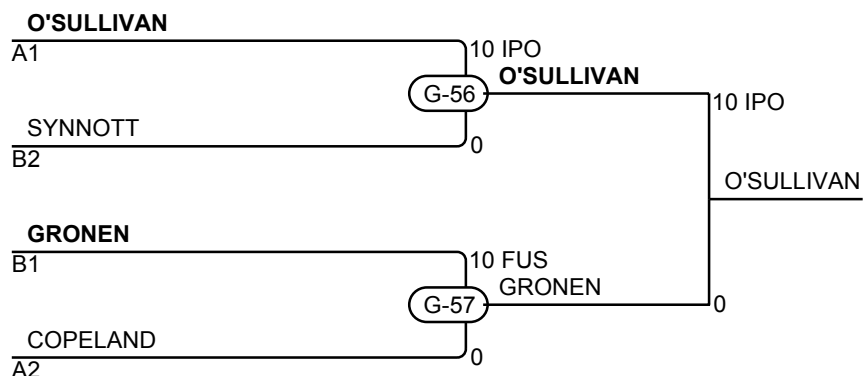 O'SULLIVAN
A1
10 IPO
O'SULLIVAN
G-56
10 IPO
SYNNOTT
B2
0
O'SULLIVAN
GRONEN
B1
10 FUS
GRONEN
G-57
0
COPELAND
A2
0